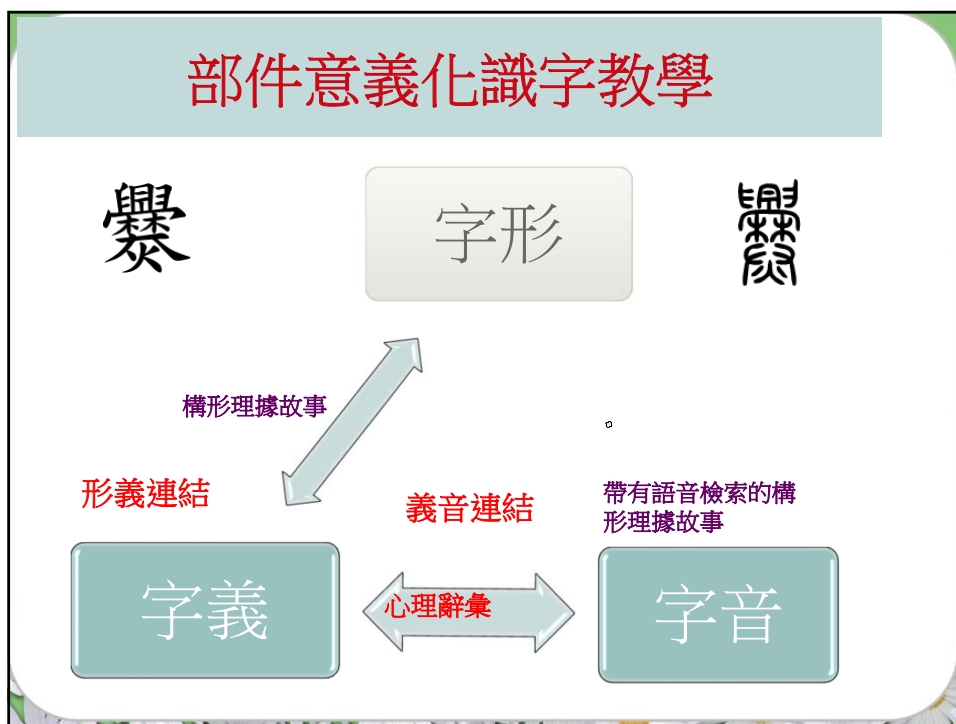 部件意義化識字教學
爨
字形
爨
構形理據故事
。
形義連結
義音連結
帶有語音檢索的構
形理據故事
字義
心理辭彙
字音